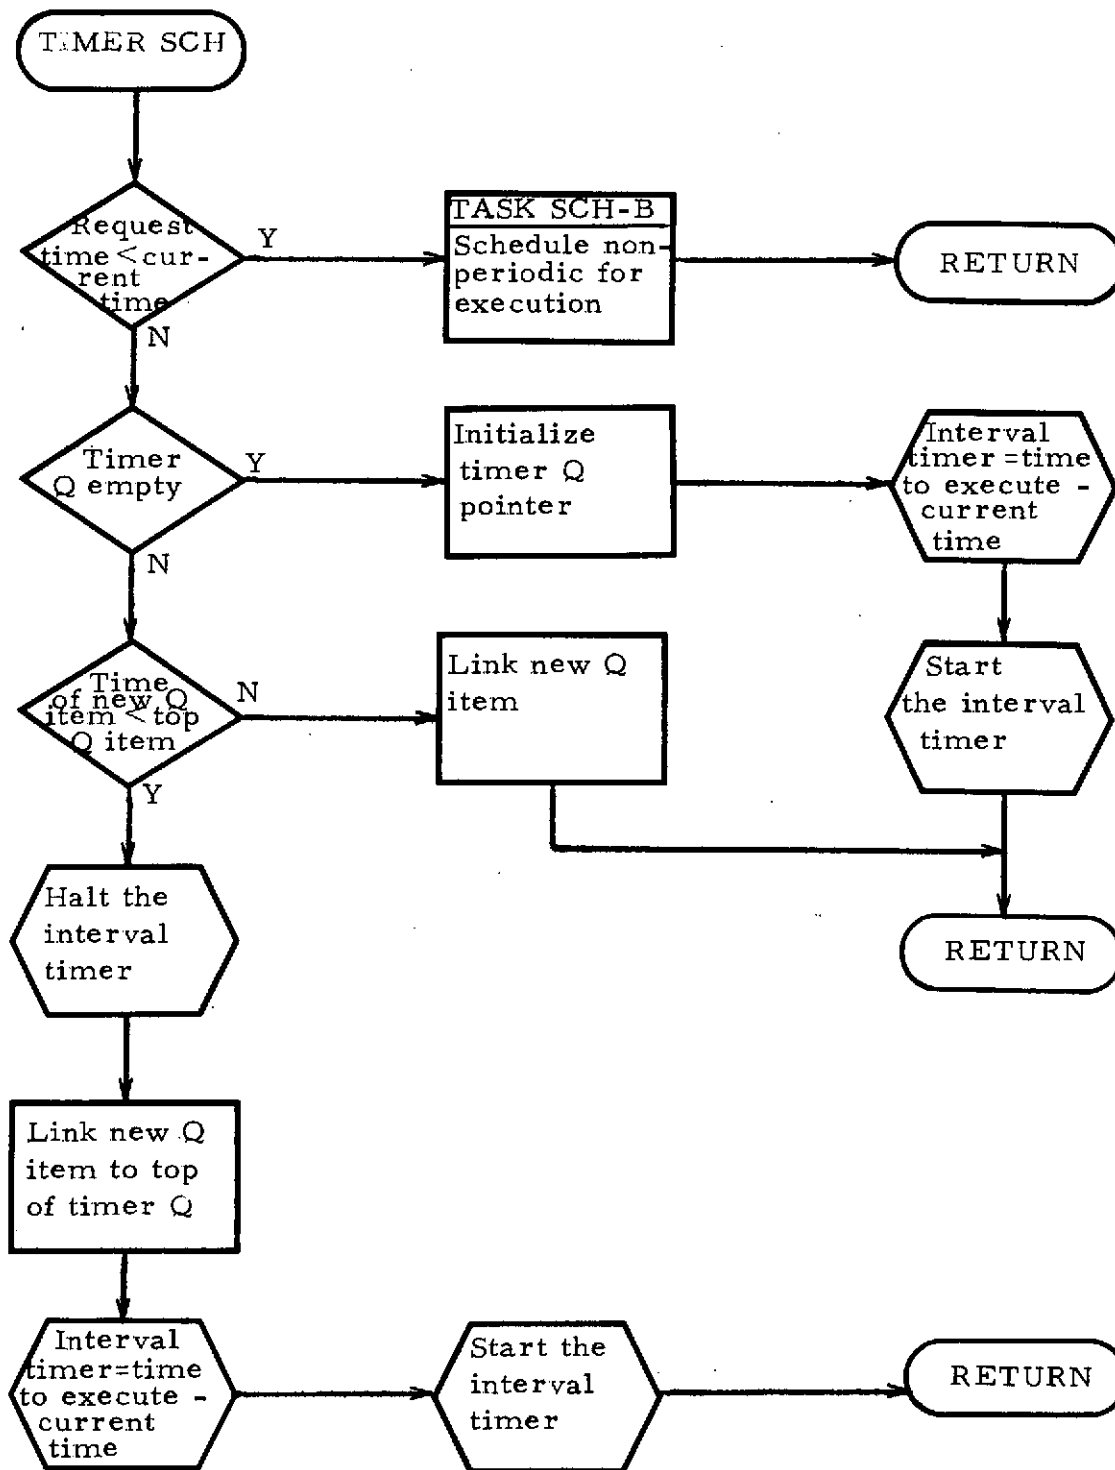 TIMER SCH
Request
time < cur-
rent
time
Y
N
TASK SCH-B
Schedule non-
periodic for
execution
RETURN
Timer
Q empty
Y
N
Initialize
timer Q
pointer
Interval
timer =time
to execute -
current
time
Start
the interval
timer
Time
of new Q
item < top
Q item
N
Y
Link new Q
item
RETURN
Halt the
interval
timer
Link new Q
item to top
of timer Q
Interval
timer=time
to execute -
current
time
Start the
interval
timer
RETURN